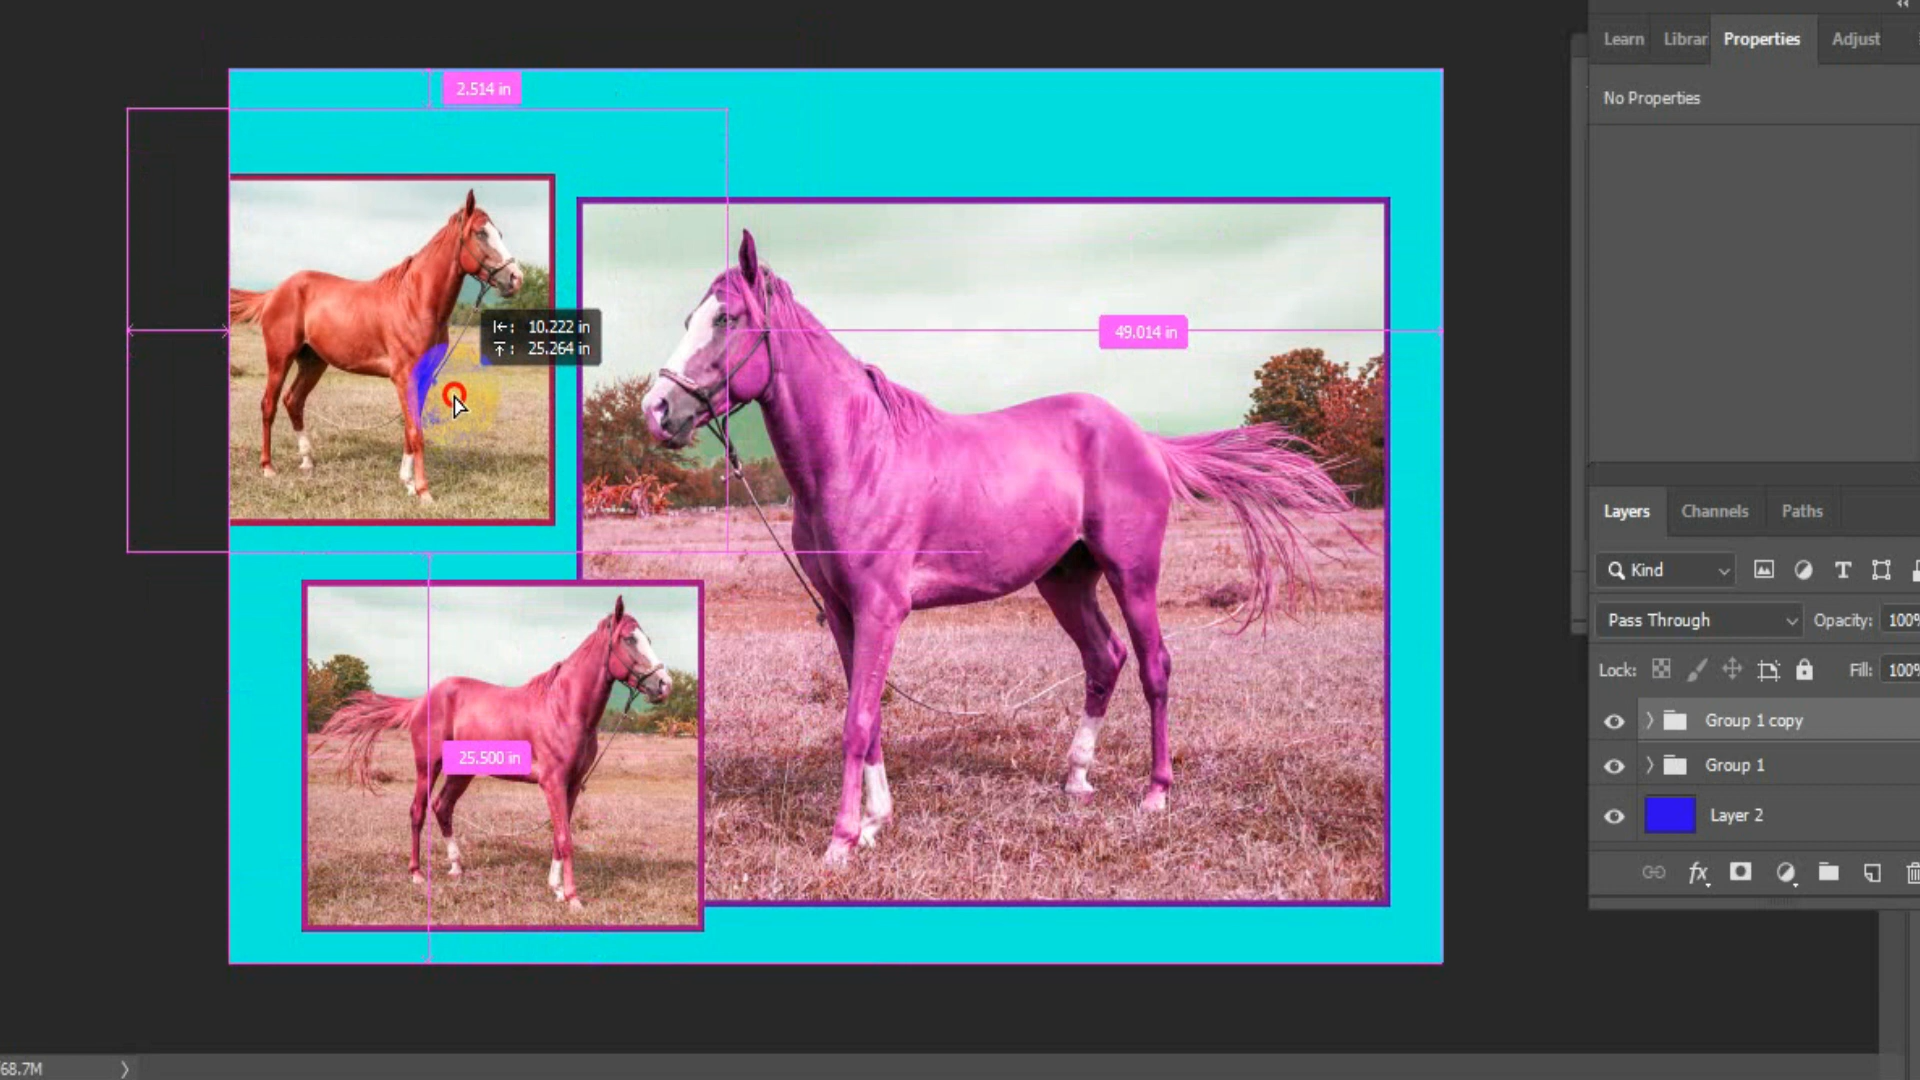 Learn Librar Properties Adjust
No Properties
2.514 in
10.222 in
25.264 in
49.014 in
25.500 in
Layers Channels Paths
Kind
Pass Through Opacity: 100%
Lock: Fill: 100%
Group 1 copy
Group 1
Layer 2
fx
68.7M